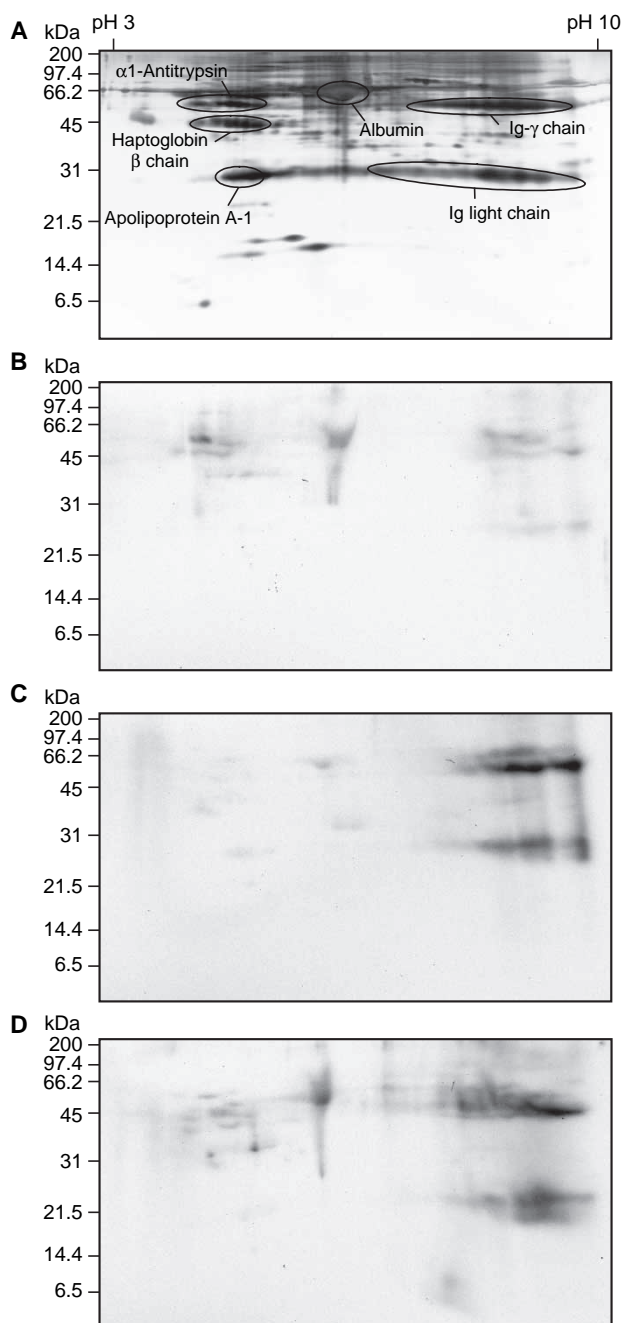 pH 3 pH 10
A kDa
200
97.4
66.2
45
31
21.5
14.4
6.5
α1-Antitrypsin
Haptoglobin
β chain
Apolipoprotein A-1
Albumin
Ig-γ chain
Ig light chain
B kDa
200
97.4
66.2
45
31
21.5
14.4
6.5
C kDa
200
97.4
66.2
45
31
21.5
14.4
6.5
D kDa
200
97.4
66.2
45
31
21.5
14.4
6.5